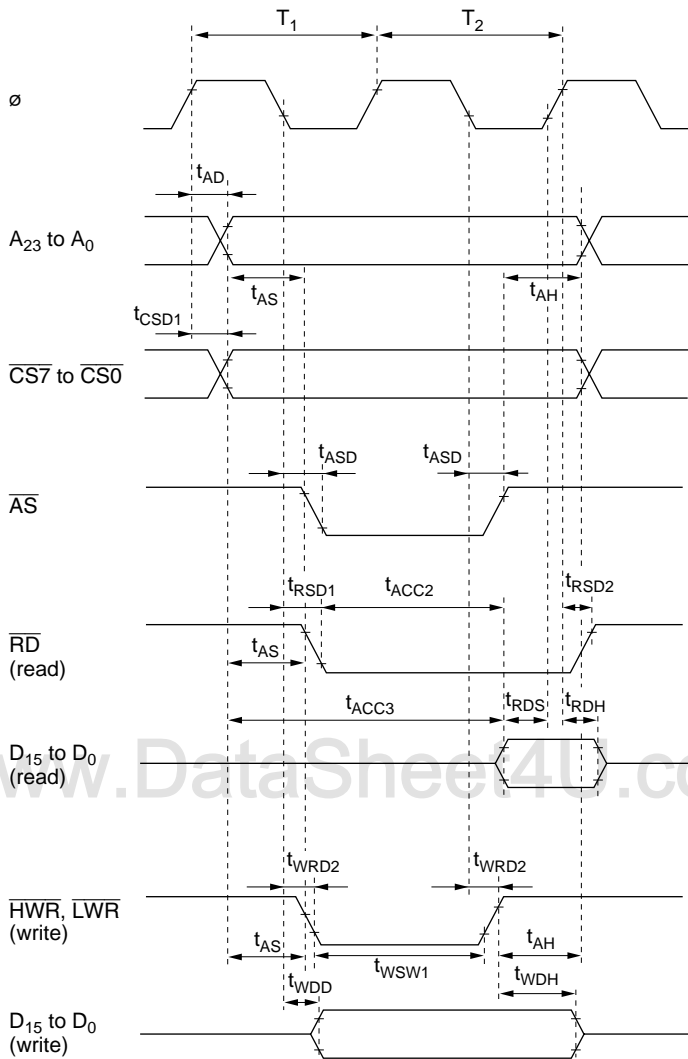 T1 T2
ø
tAD
A23 to A0
tAS tAH
tCSD1
CS7 to CS0
tASD tASD
AS
tRSD1 tACC2 tRSD2
RD
(read)
tAS
tACC3 tRDS tRDH
D15 to D0
(read)
www.DataSheet4U.co
tWRD2 tWRD2
HWR, LWR
(write)
tAS tWSW1 tAH
tWDD tWDH
D15 to D0
(write)